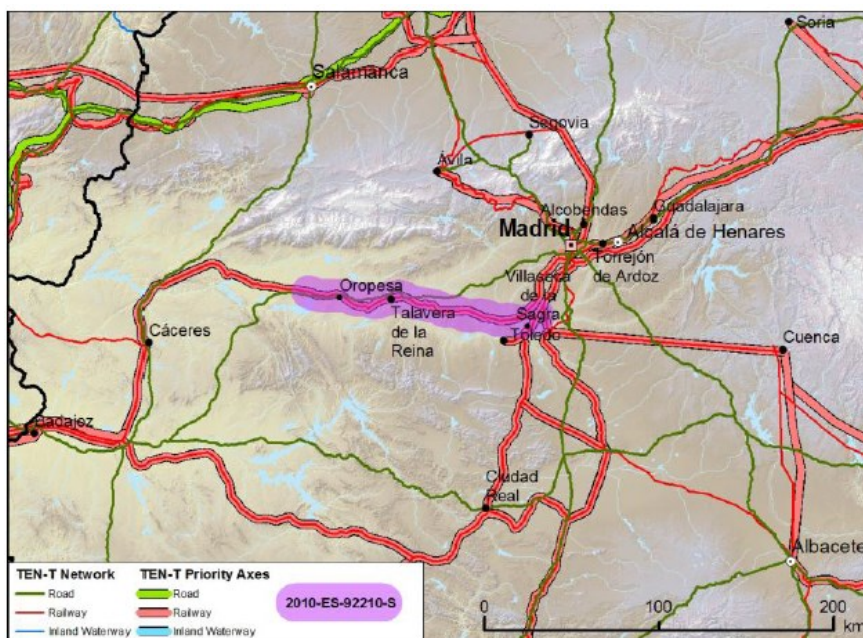 Soria
Salamanca
Segovia
Ávila
Alcobendas
Guadalajara
Madrid
Alcalá de Henares
Torrejón
de Ardoz
Villaseca
de la
Sagra
Oropesa
Talavera
de la
Reina
Toledo
Cáceres
Cuenca
Badajoz
Ciudad
Real
Albacete
TEN-T Network
TEN-T Priority Axes
Road
Road
Railway
Railway
Inland Waterway
Inland Waterway
2010-ES-92210-S
0
100
200
km